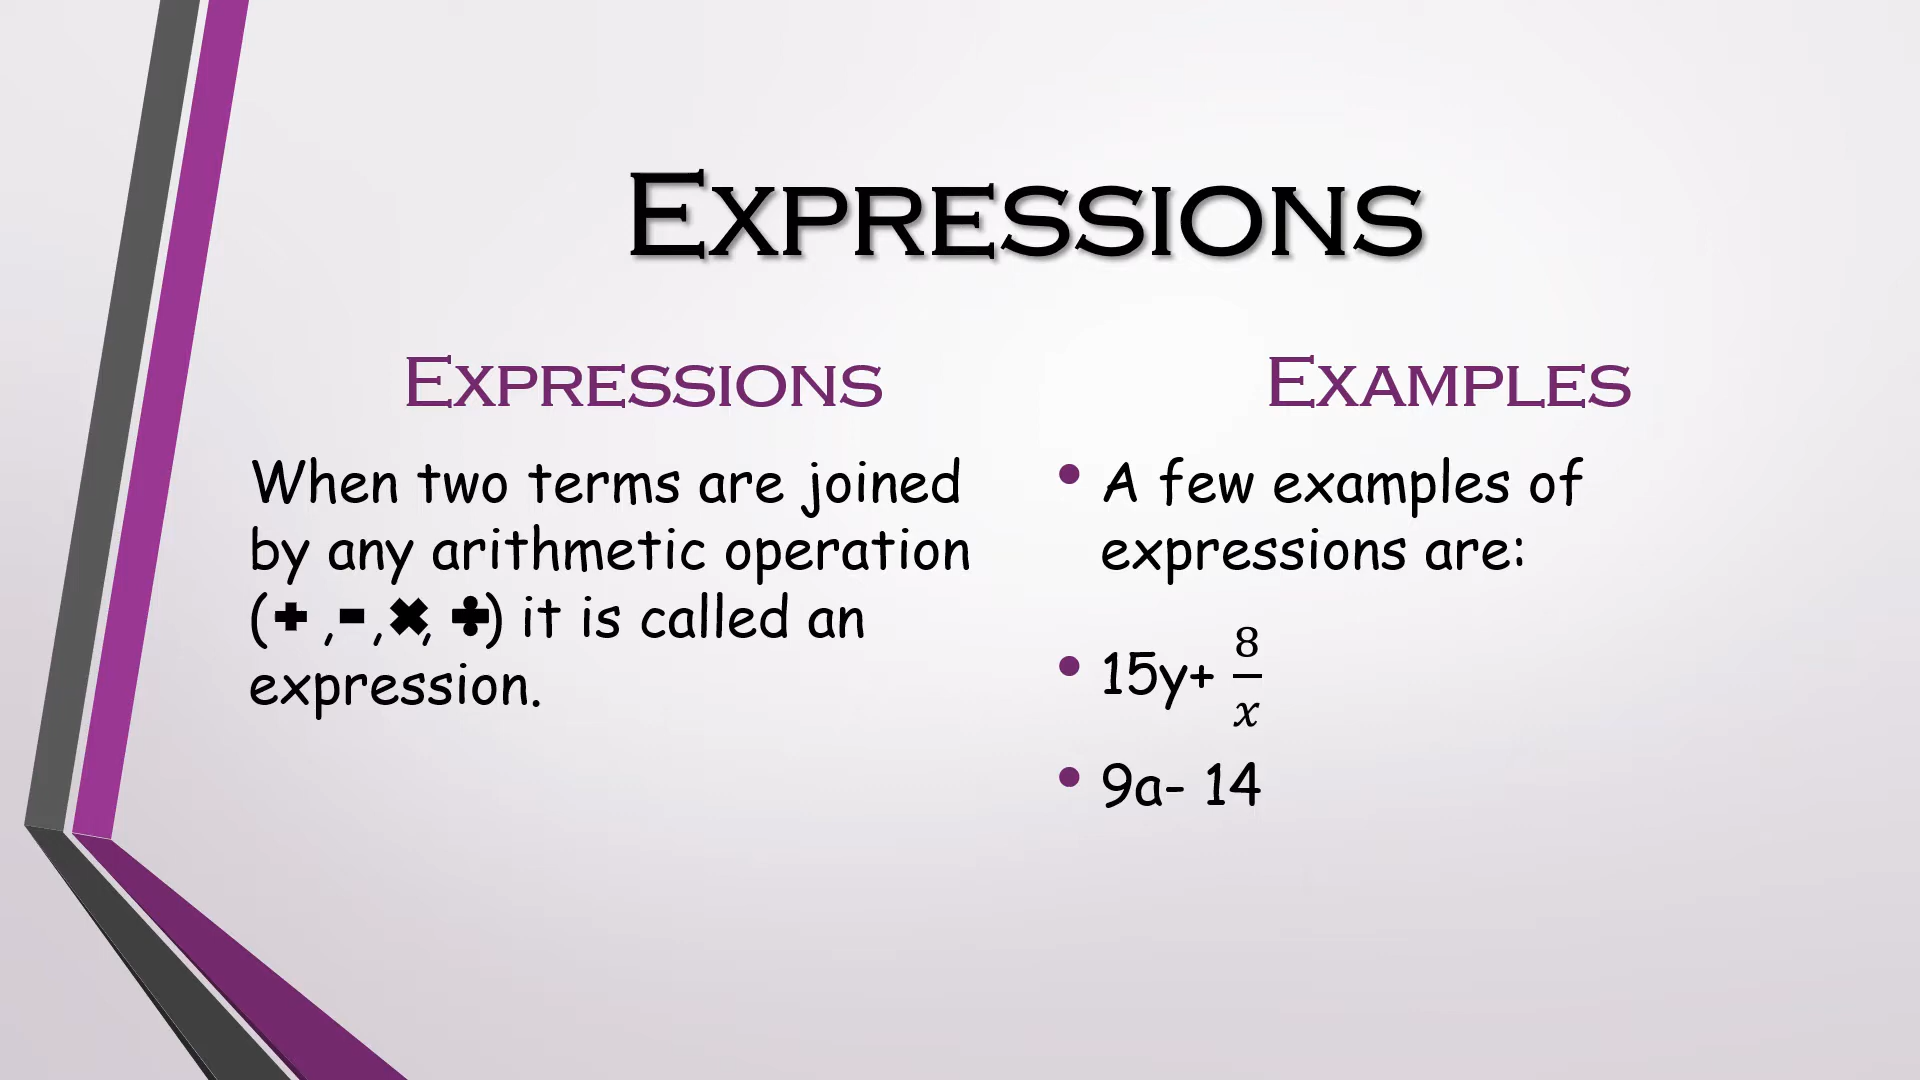 Expressions
Expressions
When two terms are joined
by any arithmetic operation
(+ ,-,×, ÷) it is called an
expression.
Examples
• A few examples of
expressions are:
• 15y+ 8/x
• 9a- 14